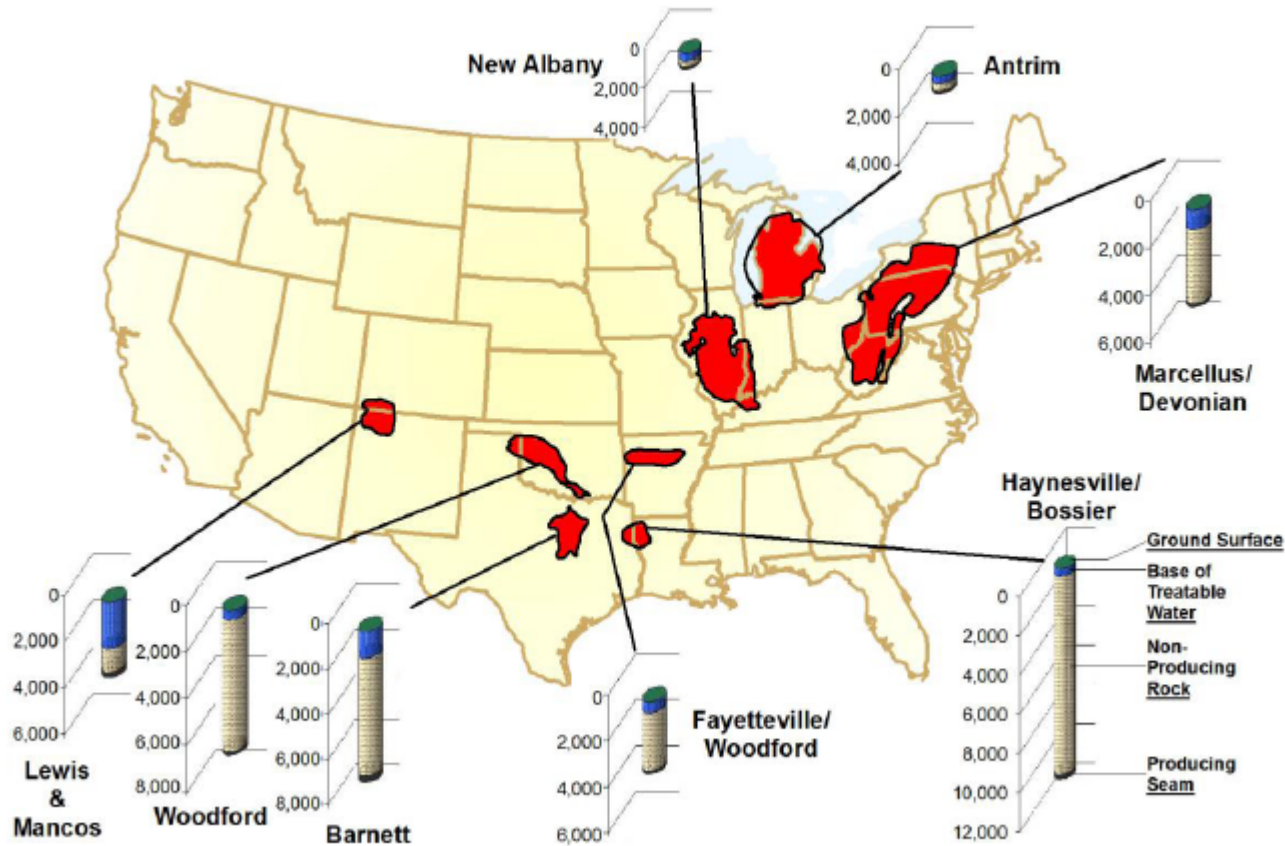 New Albany
0
2,000
4,000
Antrim
0
2,000
4,000
0
2,000
4,000
6,000
Marcellus/
Devonian
Haynesville/
Bossier
Ground Surface
Base of
Treatable
Water
Non-
Producing
Rock
Producing
Seam
0
2,000
4,000
6,000
8,000
10,000
12,000
0
2,000
4,000
6,000
Lewis
&
Mancos
0
2,000
4,000
6,000
8,000
Woodford
0
2,000
4,000
6,000
8,000
Barnett
0
2,000
4,000
6,000
Fayetteville/
Woodford